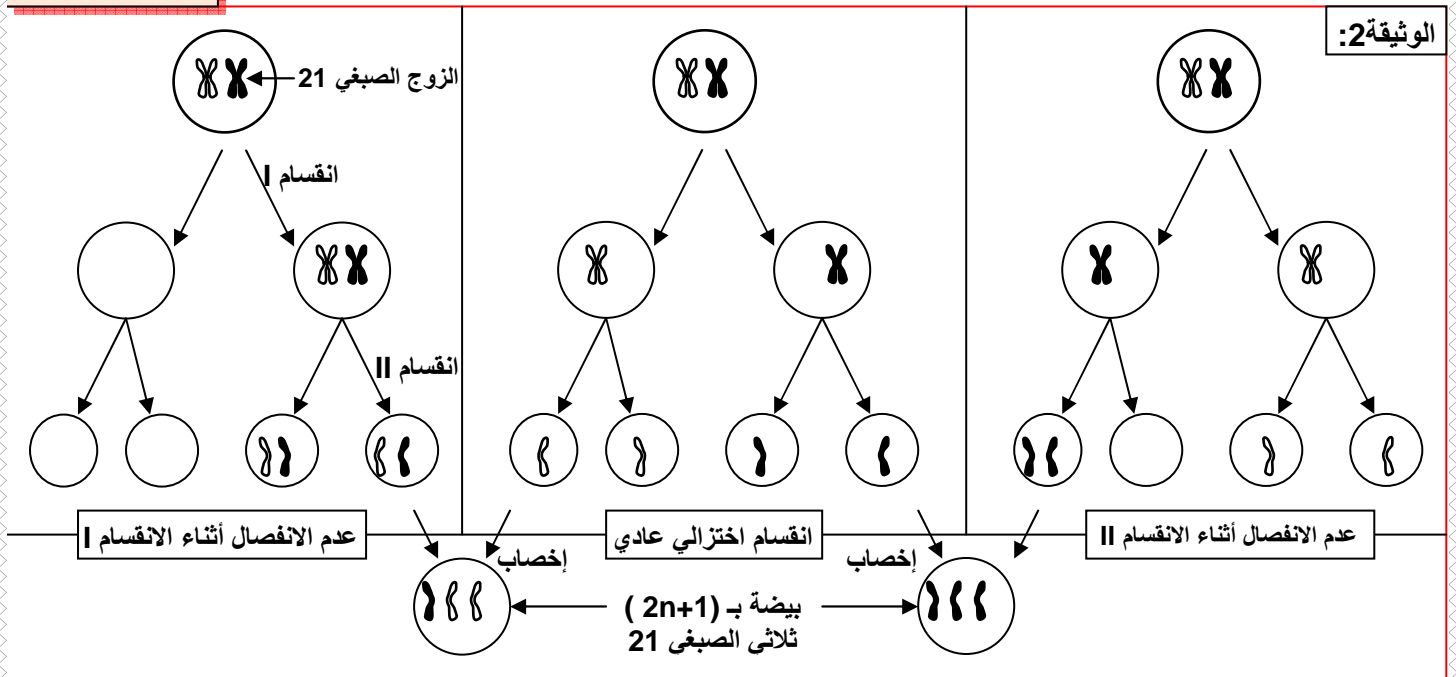 الوثيقة2:
الزوج الصبغي 21
انقسام I
انقسام II
عدم الانفصال أثناء الانقسام II
انقسام اختزالي عادي
عدم الانفصال أثناء الانقسام I
إخصاب
إخصاب
بيضة بـ (2n+1 )
ثلاثي الصبغي 21